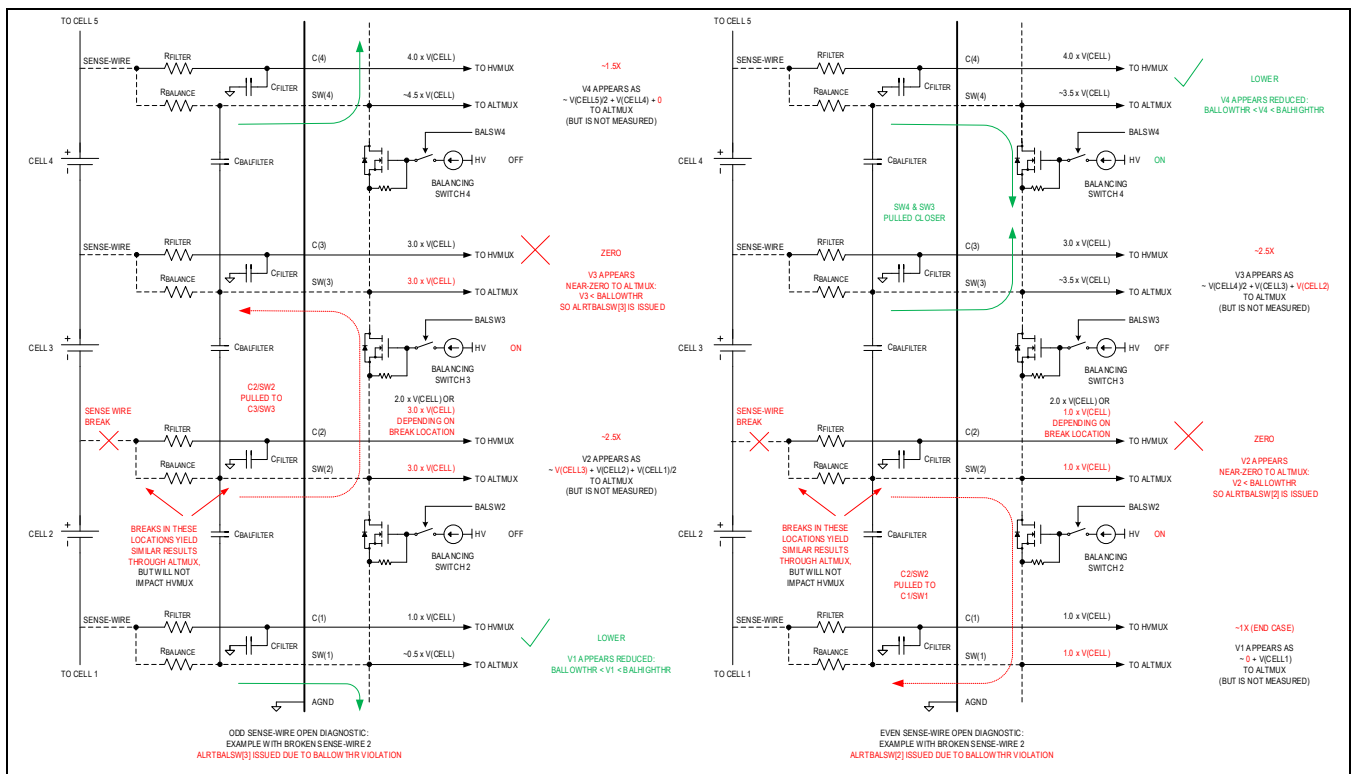 TO CELL 5
SENSE-WIRE
RFILTER
C(4)
4.0 x V(CELL)
TO HVMUX
~1.5X
CFILTER
V4 APPEARS AS
~ V(CELL5)/2 + V(CELL4) + 0
TO ALTMUX
(BUT IS NOT MEASURED)
RBALANCE
SW(4)
~4.5 x V(CELL)
TO ALTMUX
BALSW4
CELL 4
+
-
CBALFILTER
HV
OFF
BALANCING
SWITCH 4
SENSE-WIRE
RFILTER
C(3)
3.0 x V(CELL)
TO HVMUX
ZERO
CFILTER
V3 APPEARS
NEAR-ZERO TO ALTMUX:
V3 < BALLOWTHR
SO ALRTBALSW[3] IS ISSUED
RBALANCE
SW(3)
3.0 x V(CELL)
TO ALTMUX
BALSW3
CELL 3
+
-
CBALFILTER
HV
ON
BALANCING
SWITCH 3
C2/SW2
PULLED TO
C3/SW3
2.0 x V(CELL) OR
3.0 x V(CELL)
DEPENDING ON
BREAK LOCATION
SENSE WIRE
BREAK
RFILTER
C(2)
TO HVMUX
~2.5X
CFILTER
V2 APPEARS AS
~ V(CELL3) + V(CELL2) + V(CELL1)/2
TO ALTMUX
(BUT IS NOT MEASURED)
RBALANCE
SW(2)
3.0 x V(CELL)
TO ALTMUX
BREAKS IN THESE
LOCATIONS YIELD
SIMILAR RESULTS
THROUGH ALTMUX,
BUT WILL NOT
IMPACT HVMUX
BALSW2
CELL 2
+
-
CBALFILTER
HV
OFF
BALANCING
SWITCH 2
SENSE-WIRE
RFILTER
C(1)
1.0 x V(CELL)
TO HVMUX
LOWER
CFILTER
V1 APPEARS REDUCED:
BALLOWTHR < V1 < BALHIGHTHR
RBALANCE
SW(1)
~0.5 x V(CELL)
TO ALTMUX
TO CELL 1
AGND
ODD SENSE-WIRE OPEN DIAGNOSTIC:
EXAMPLE WITH BROKEN SENSE-WIRE 2
ALRTBALSW[3] ISSUED DUE TO BALLOWTHR VIOLATION
TO CELL 5
SENSE-WIRE
RFILTER
C(4)
4.0 x V(CELL)
TO HVMUX
LOWER
CFILTER
V4 APPEARS REDUCED:
BALLOWTHR < V4 < BALHIGHTHR
RBALANCE
SW(4)
~3.5 x V(CELL)
TO ALTMUX
BALSW4
CELL 4
+
-
CBALFILTER
HV
ON
BALANCING
SWITCH 4
SW4 & SW3
PULLED CLOSER
SENSE-WIRE
RFILTER
C(3)
3.0 x V(CELL)
TO HVMUX
~2.5X
CFILTER
V3 APPEARS AS
~ V(CELL4)/2 + V(CELL3) + V(CELL2)
TO ALTMUX
(BUT IS NOT MEASURED)
RBALANCE
SW(3)
~3.5 x V(CELL)
TO ALTMUX
BALSW3
CELL 3
+
-
CBALFILTER
HV
OFF
BALANCING
SWITCH 3
2.0 x V(CELL) OR
1.0 x V(CELL)
DEPENDING ON
BREAK LOCATION
SENSE-WIRE
BREAK
RFILTER
C(2)
TO HVMUX
ZERO
CFILTER
V2 APPEARS
NEAR-ZERO TO ALTMUX:
V2 < BALLOWTHR
SO ALRTBALSW[2] IS ISSUED
RBALANCE
SW(2)
1.0 x V(CELL)
TO ALTMUX
BREAKS IN THESE
LOCATIONS YIELD
SIMILAR RESULTS
THROUGH ALTMUX,
BUT WILL NOT
IMPACT HVMUX
BALSW2
CELL 2
+
-
CBALFILTER
HV
ON
BALANCING
SWITCH 2
C2/SW2
PULLED TO
C1/SW1
SENSE-WIRE
RFILTER
C(1)
1.0 x V(CELL)
TO HVMUX
~1X (END CASE)
CFILTER
V1 APPEARS AS
~ 0 + V(CELL1)
TO ALTMUX
(BUT IS NOT MEASURED)
RBALANCE
SW(1)
1.0 x V(CELL)
TO ALTMUX
TO CELL 1
AGND
EVEN SENSE-WIRE OPEN DIAGNOSTIC:
EXAMPLE WITH BROKEN SENSE-WIRE 2
ALRTBALSW[2] ISSUED DUE TO BALLOWTHR VIOLATION